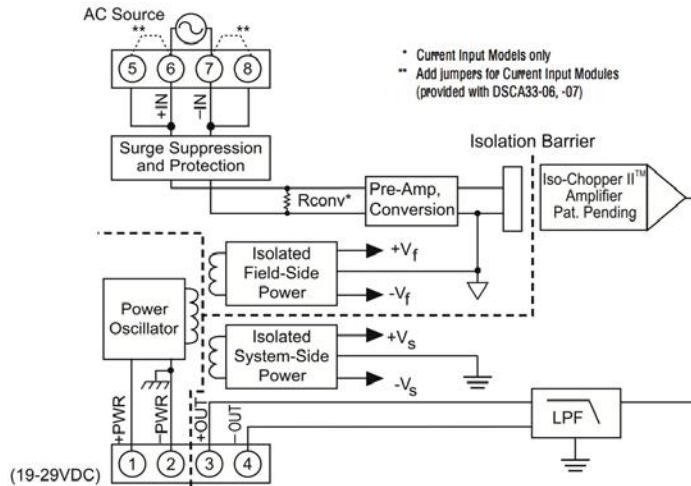 AC Source
** **
5 6 7 8
+IN
–IN
* Current Input Models only
** Add jumpers for Current Input Modules
(provided with DSCA33-06, -07)
Surge Suppression
and Protection
Isolation Barrier
Rconv*
Pre-Amp,
Conversion
Iso-Chopper II™
Amplifier
Pat. Pending
Isolated
Field-Side
Power
+Vf
-Vf
Power
Oscillator
Isolated
System-Side
Power
+Vs
-Vs
+PWR
–PWR
+OUT
–OUT
LPF
(19-29VDC)
1 2 3 4